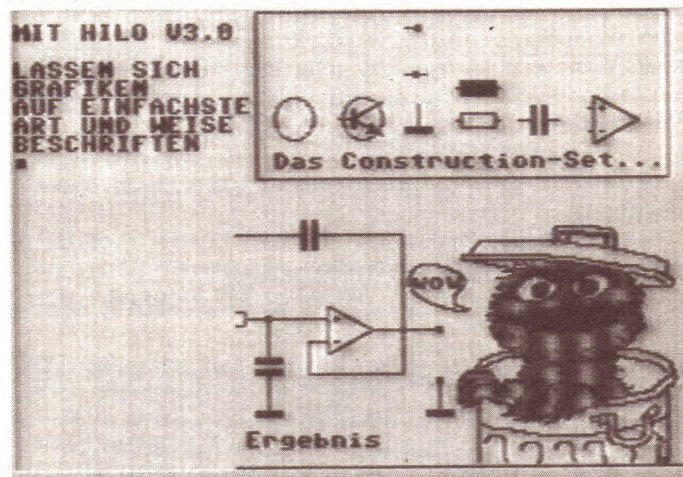 MIT HILO V3.0
LASSEN SICH
GRAFIKEN
AUF EINFACHSTE
ART UND WEISE
BESCHRIFTEN
Das Construction-Set...
WOW
Ergebnis